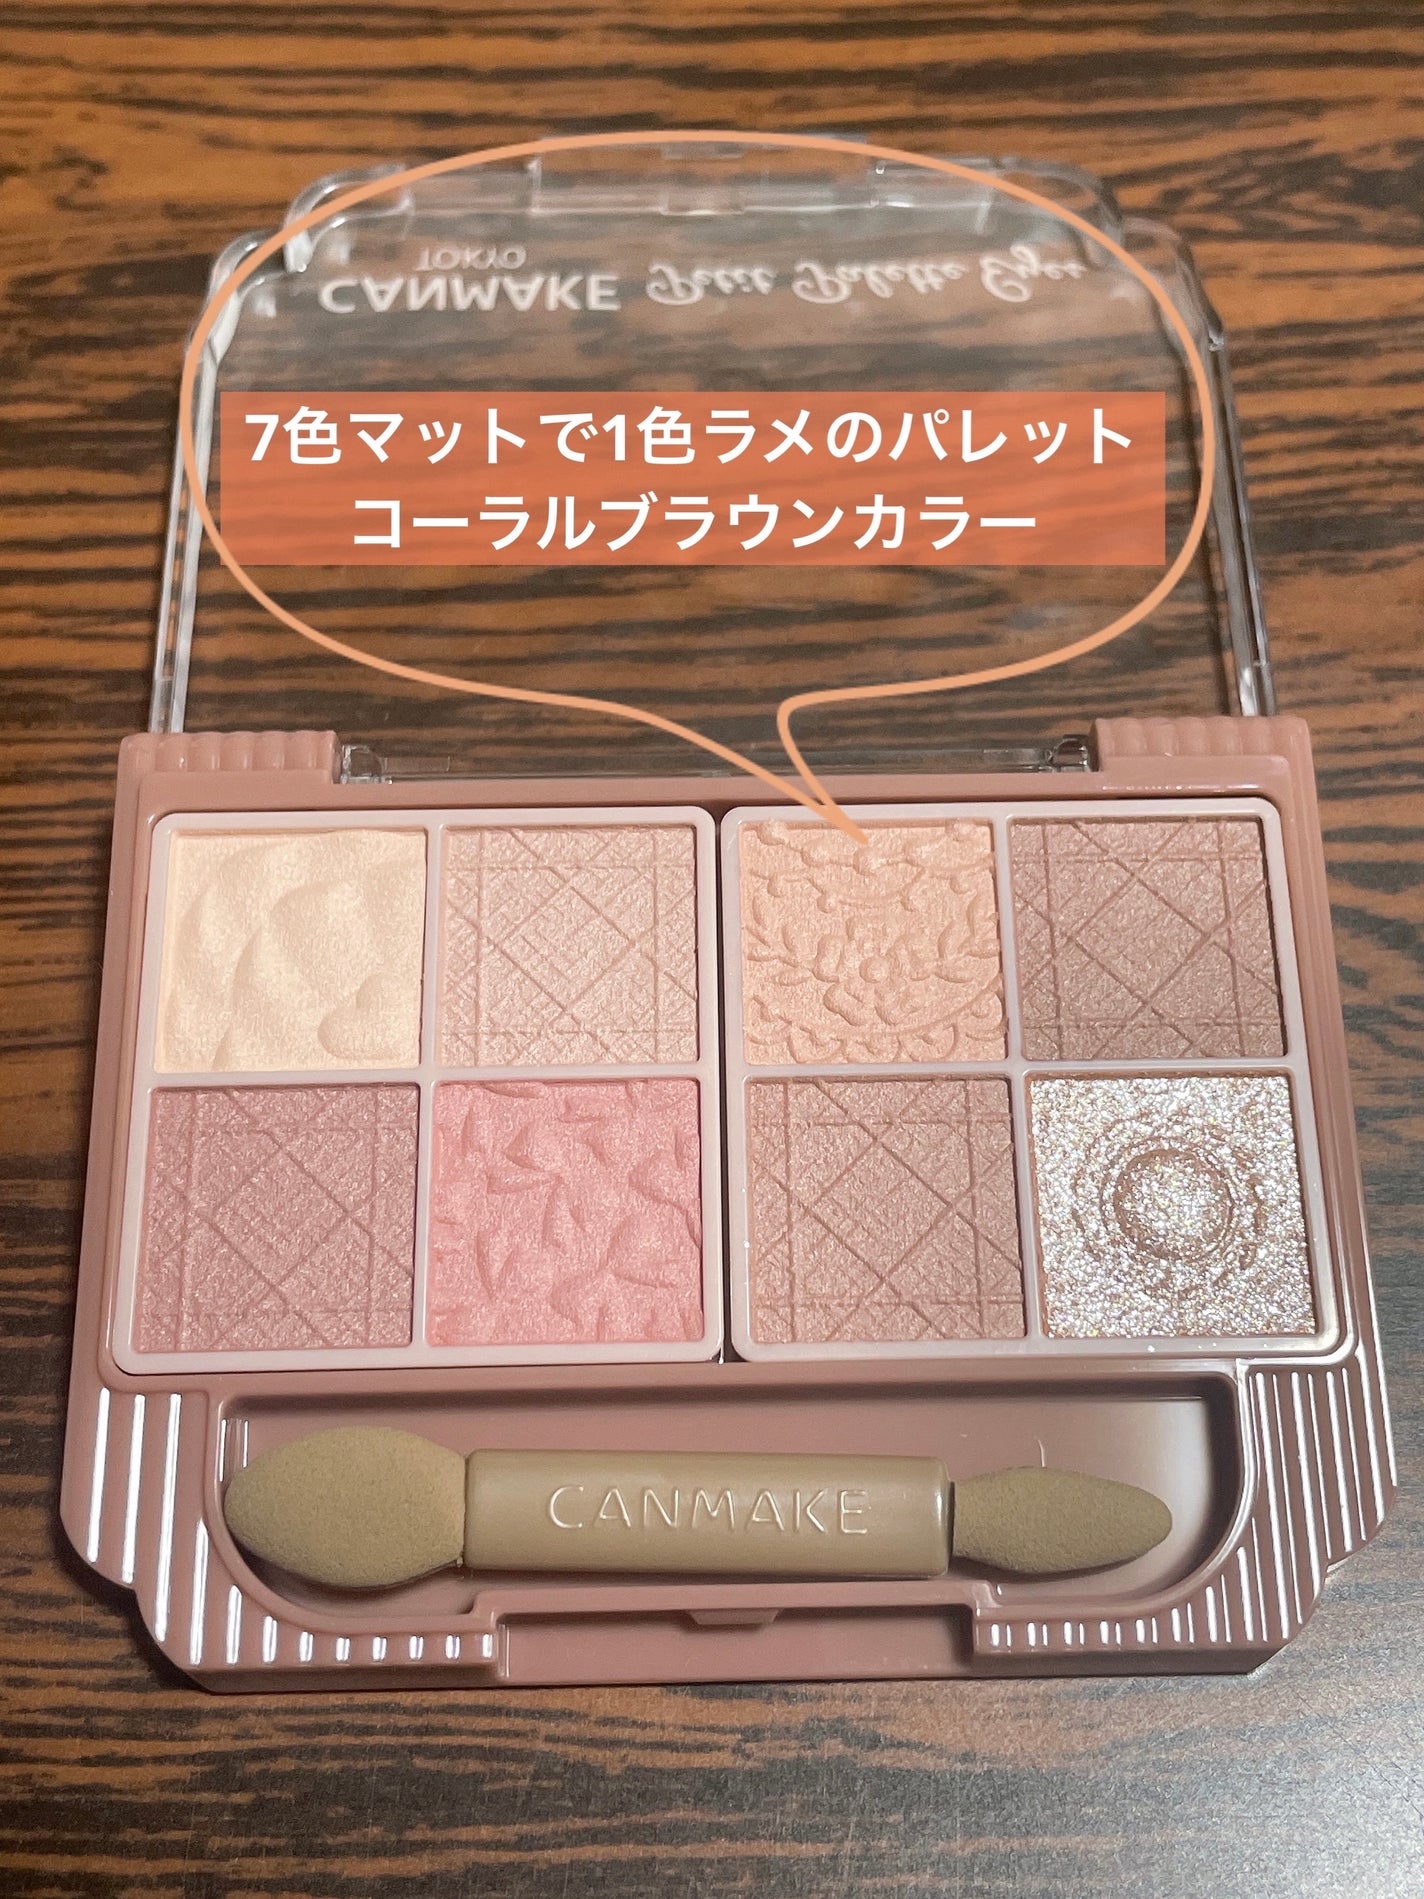 TOKYO
CANMAKE Petit Palette Eyes
7色マットで1色ラメのパレット
コーラルブラウンカラー
CANMAKE